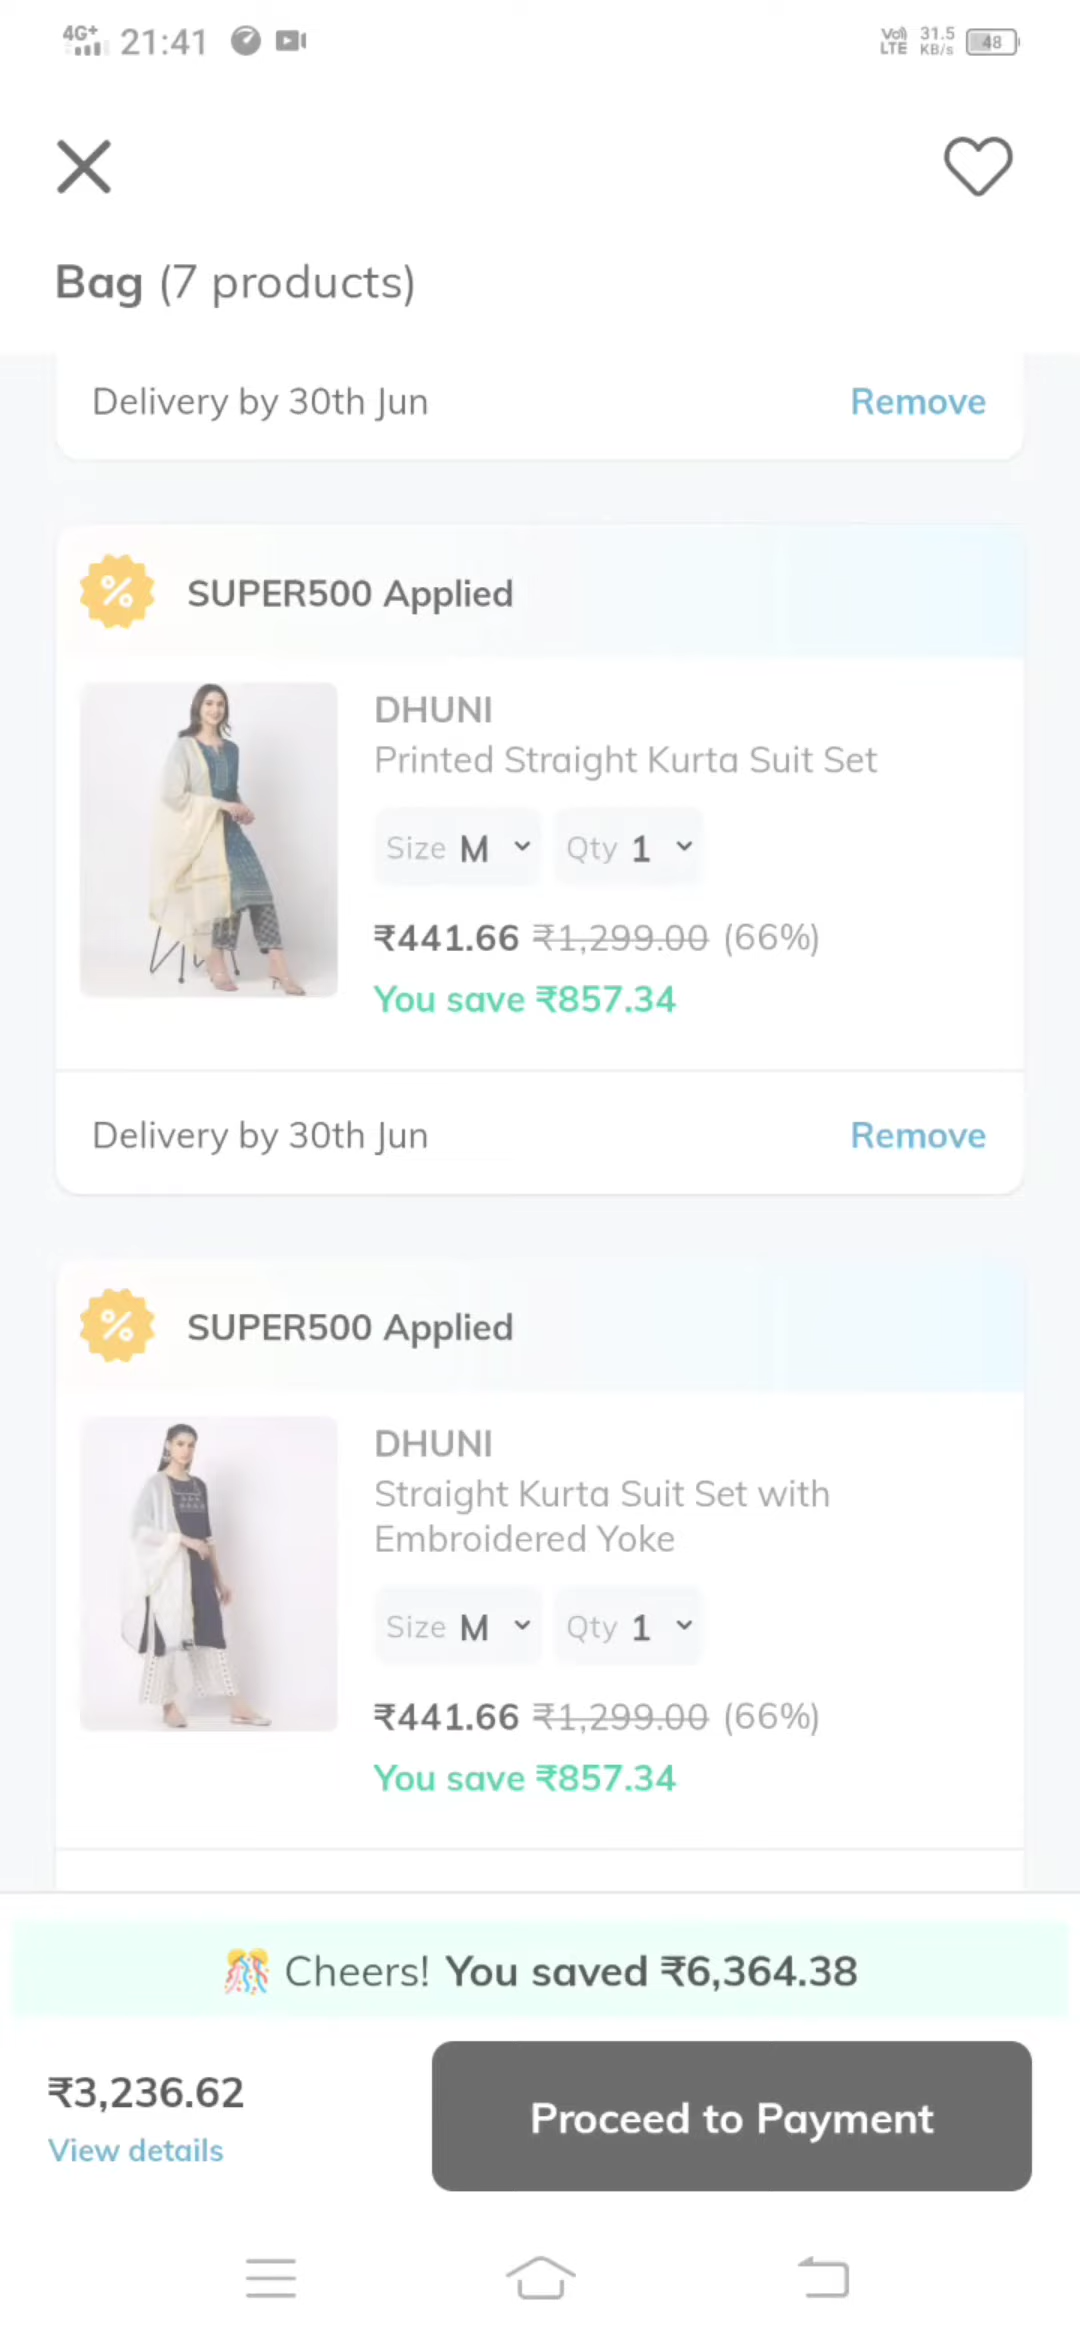 4G+ 21:41 Vo) LTE 31.5 KB/s 48
Bag (7 products)
Delivery by 30th Jun Remove
SUPER500 Applied
DHUNI
Printed Straight Kurta Suit Set
Size M Qty 1
₹441.66 ₹1,299.00 (66%)
You save ₹857.34
Delivery by 30th Jun Remove
SUPER500 Applied
DHUNI
Straight Kurta Suit Set with
Embroidered Yoke
Size M Qty 1
₹441.66 ₹1,299.00 (66%)
You save ₹857.34
Cheers! You saved ₹6,364.38
₹3,236.62
View details
Proceed to Payment